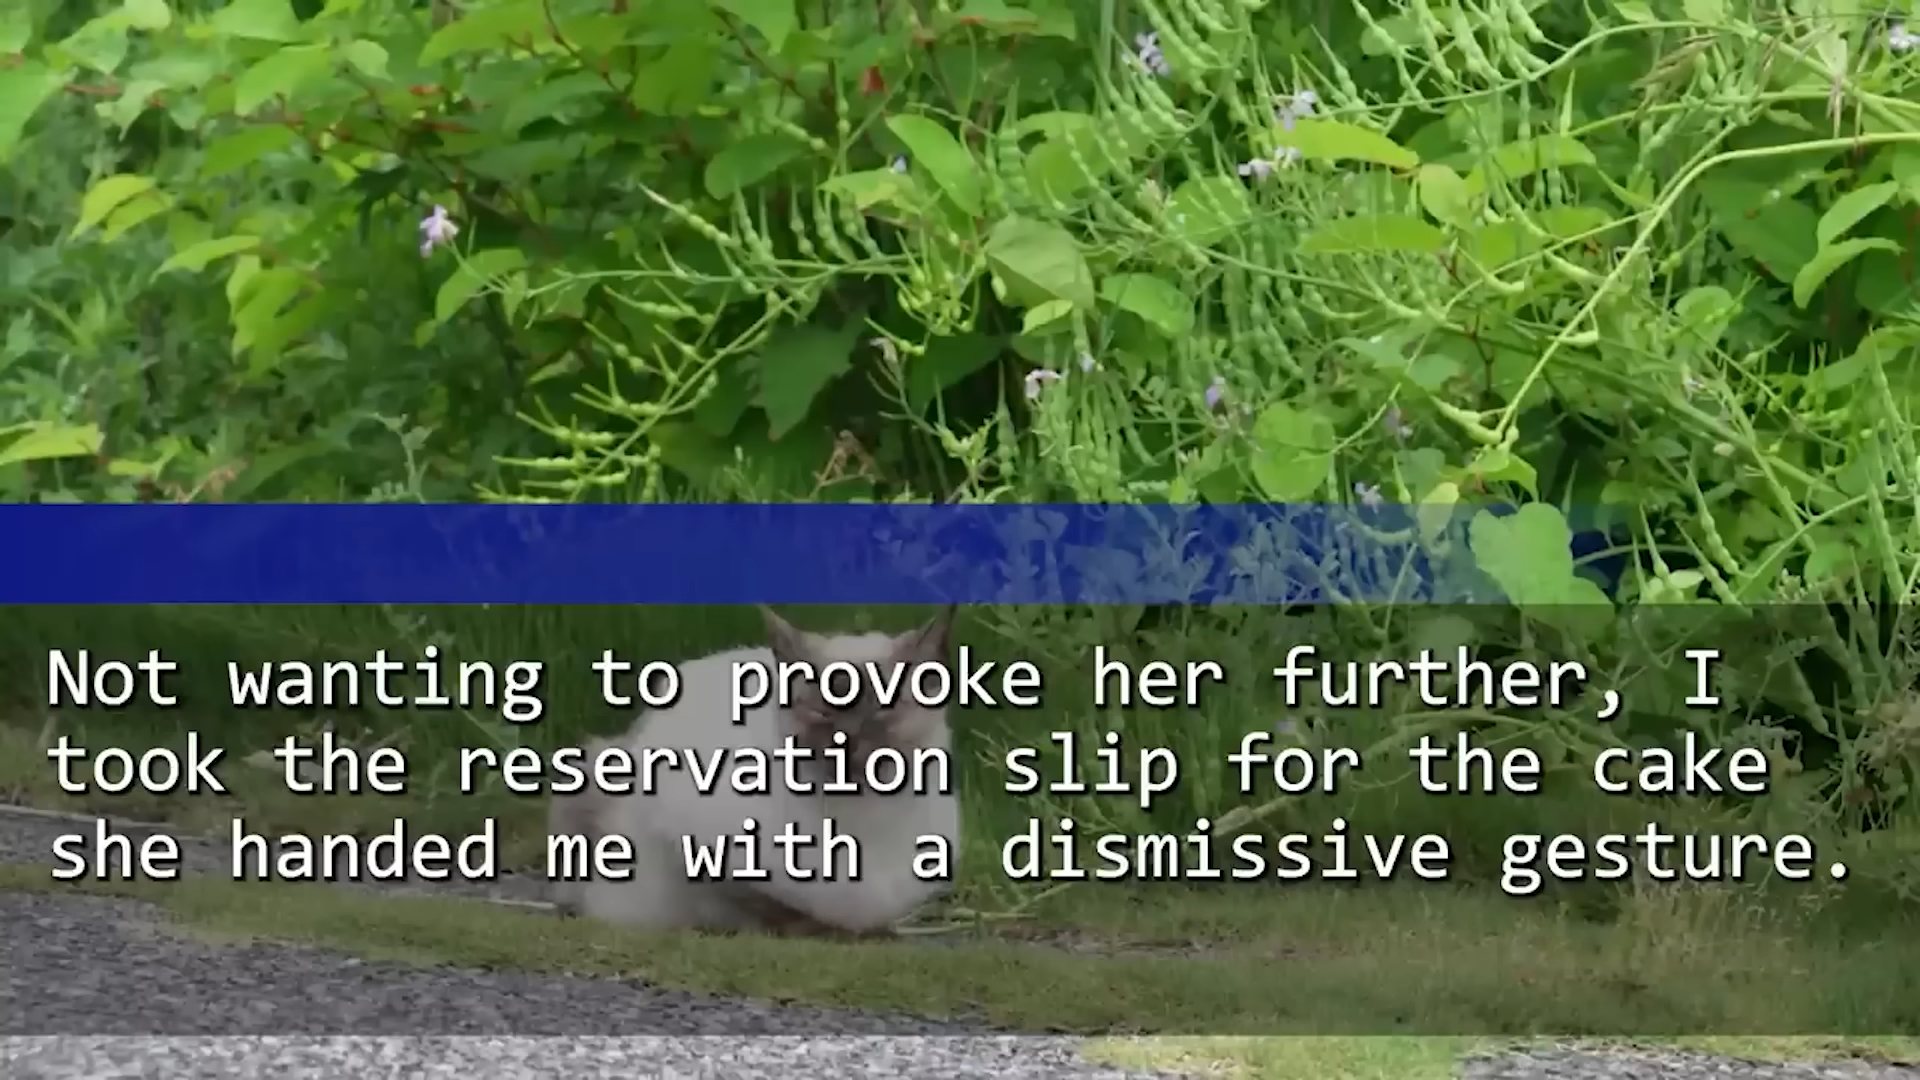 Not wanting to provoke her further, I
took the reservation slip for the cake
she handed me with a dismissive gesture.